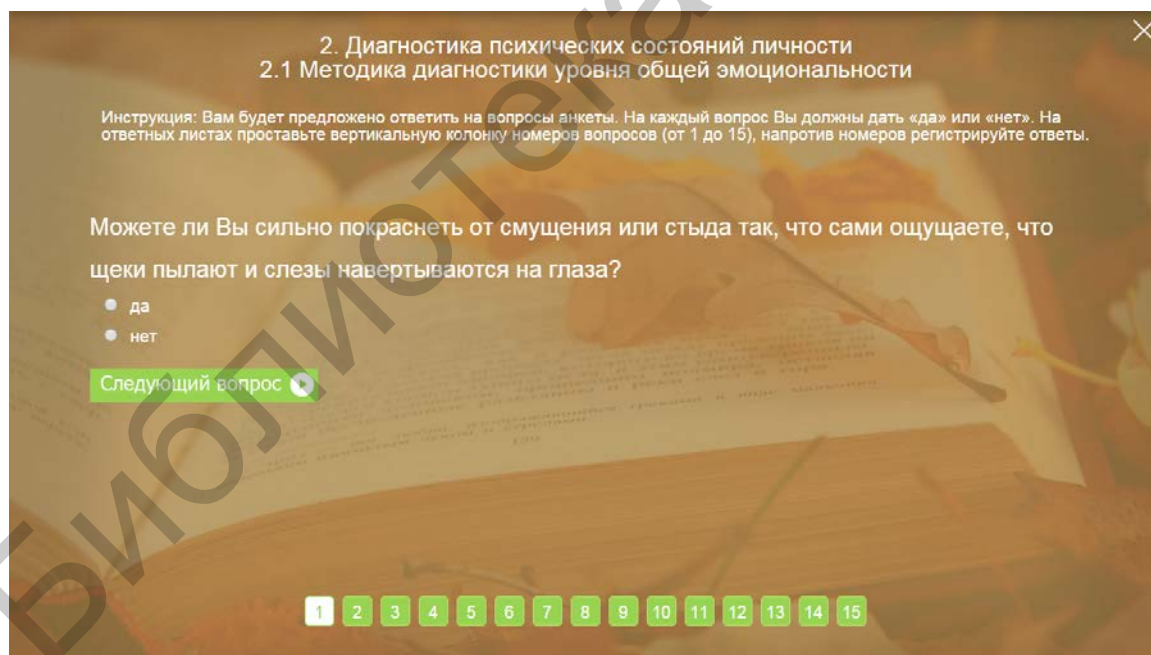 2. Диагностика психических состояний личности
2.1 Методика диагностики уровня общей эмоциональности
Инструкция: Вам будет предложено ответить на вопросы анкеты. На каждый вопрос Вы должны дать «да» или «нет». На
ответных листах проставьте вертикальную колонку номеров вопросов (от 1 до 15), напротив номеров регистрируйте ответы.
Можете ли Вы сильно покраснеть от смущения или стыда так, что сами ощущаете, что
щеки пылают и слезы навертываются на глаза?
да
нет
Следующий вопрос
1 2 3 4 5 6 7 8 9 10 11 12 13 14 15
Библиотека